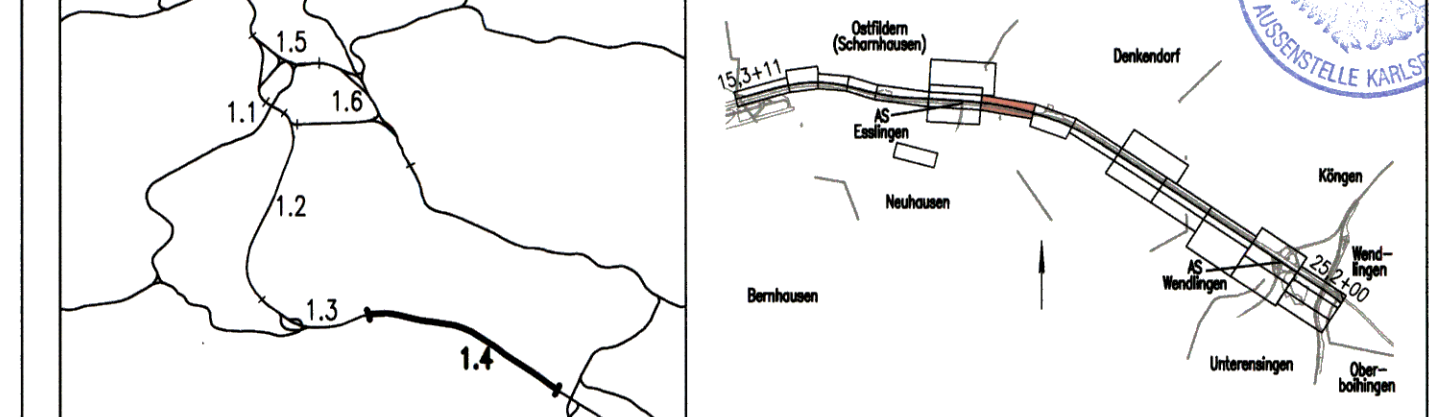 1.5
1.6
1.1
1.2
1.3
1.4
15,3+11
Ostfildern
(Scharnhausen)
Denkendorf
AUSSENSTELLE
AS
Esslingen
Neuhausen
Köngen
Bernhausen
AS
Wendlingen
Wend-
lingen
25,2+00
Unterensingen
Ober-
boihingen